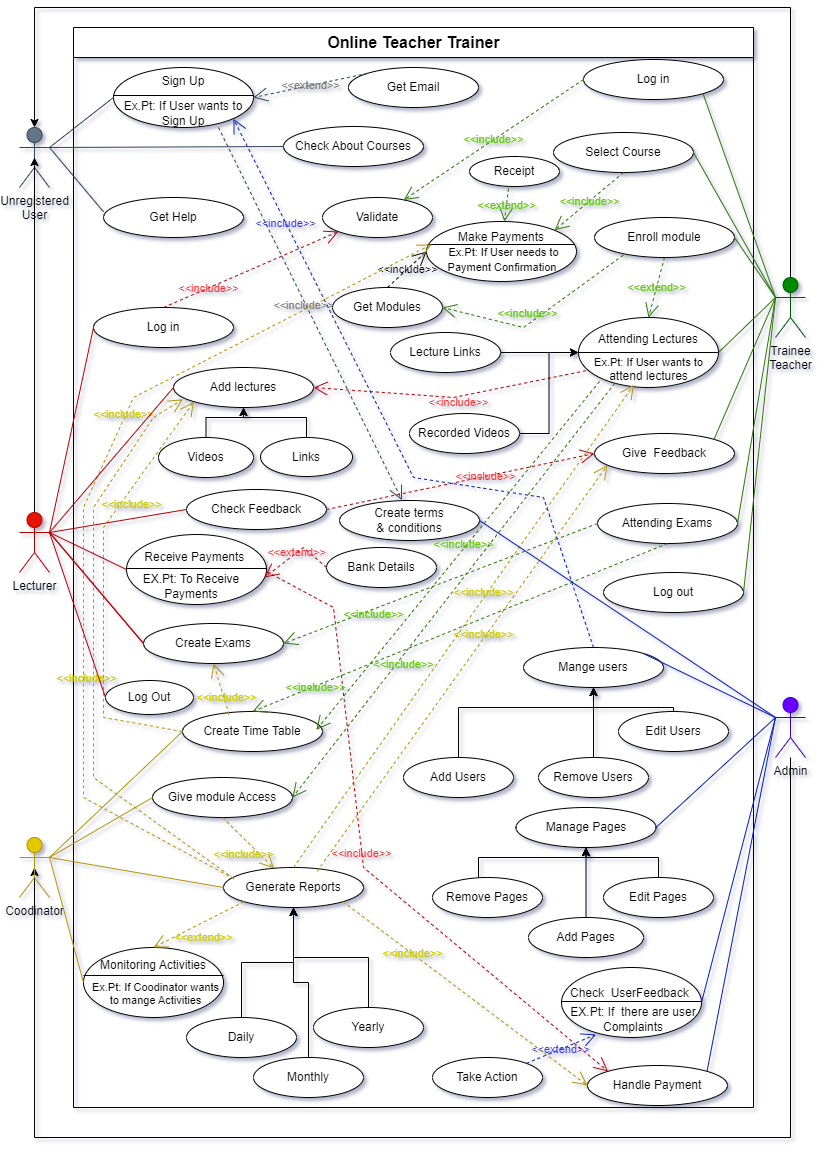 Online Teacher Trainer
Sign Up
Ex.Pt: If User wants to
Sign Up
<<extend>>
Get Email
Log in
Check About Courses
<<include>>
Select Course
Receipt
Unregistered
User
Get Help
<<include>>
Validate
<<extend>>
<<include>>
Make Payments
Ex.Pt: If User needs to
Payment Confirmation
Enroll module
<<include>>
<<include>>
<<extend>>
<<include>>
Get Modules
<<include>>
Log in
Trainee
Teacher
Lecture Links
Attending Lectures
Ex.Pt: If User wants to
attend lectures
Add lectures
<<include>>
<<include>>
Recorded Videos
Videos
Links
Give  Feedback
<<include>>
<<include>>
Check Feedback
Create terms
& conditions
Attending Exams
<<include>>
Receive Payments
EX.Pt: To Receive
Payments
<<extend>>
Bank Details
Lecturer
<<include>>
Log out
<<include>>
Create Exams
<<include>>
<<include>>
Mange users
<<include>>
Log Out
<<include>>
<<include>>
Create Time Table
Edit Users
Add Users
Remove Users
Admin
Give module Access
Manage Pages
<<include>>
<<include>>
Generate Reports
Remove Pages
Edit Pages
Coodinator
Add Pages
<<extend>>
<<include>>
Monitoring Activities
Ex.Pt: If Coodinator wants
to mange Activities
Check  UserFeedback
EX.Pt: If  there are user
Complaints
Daily
Yearly
<<extend>>
Monthly
Take Action
Handle Payment